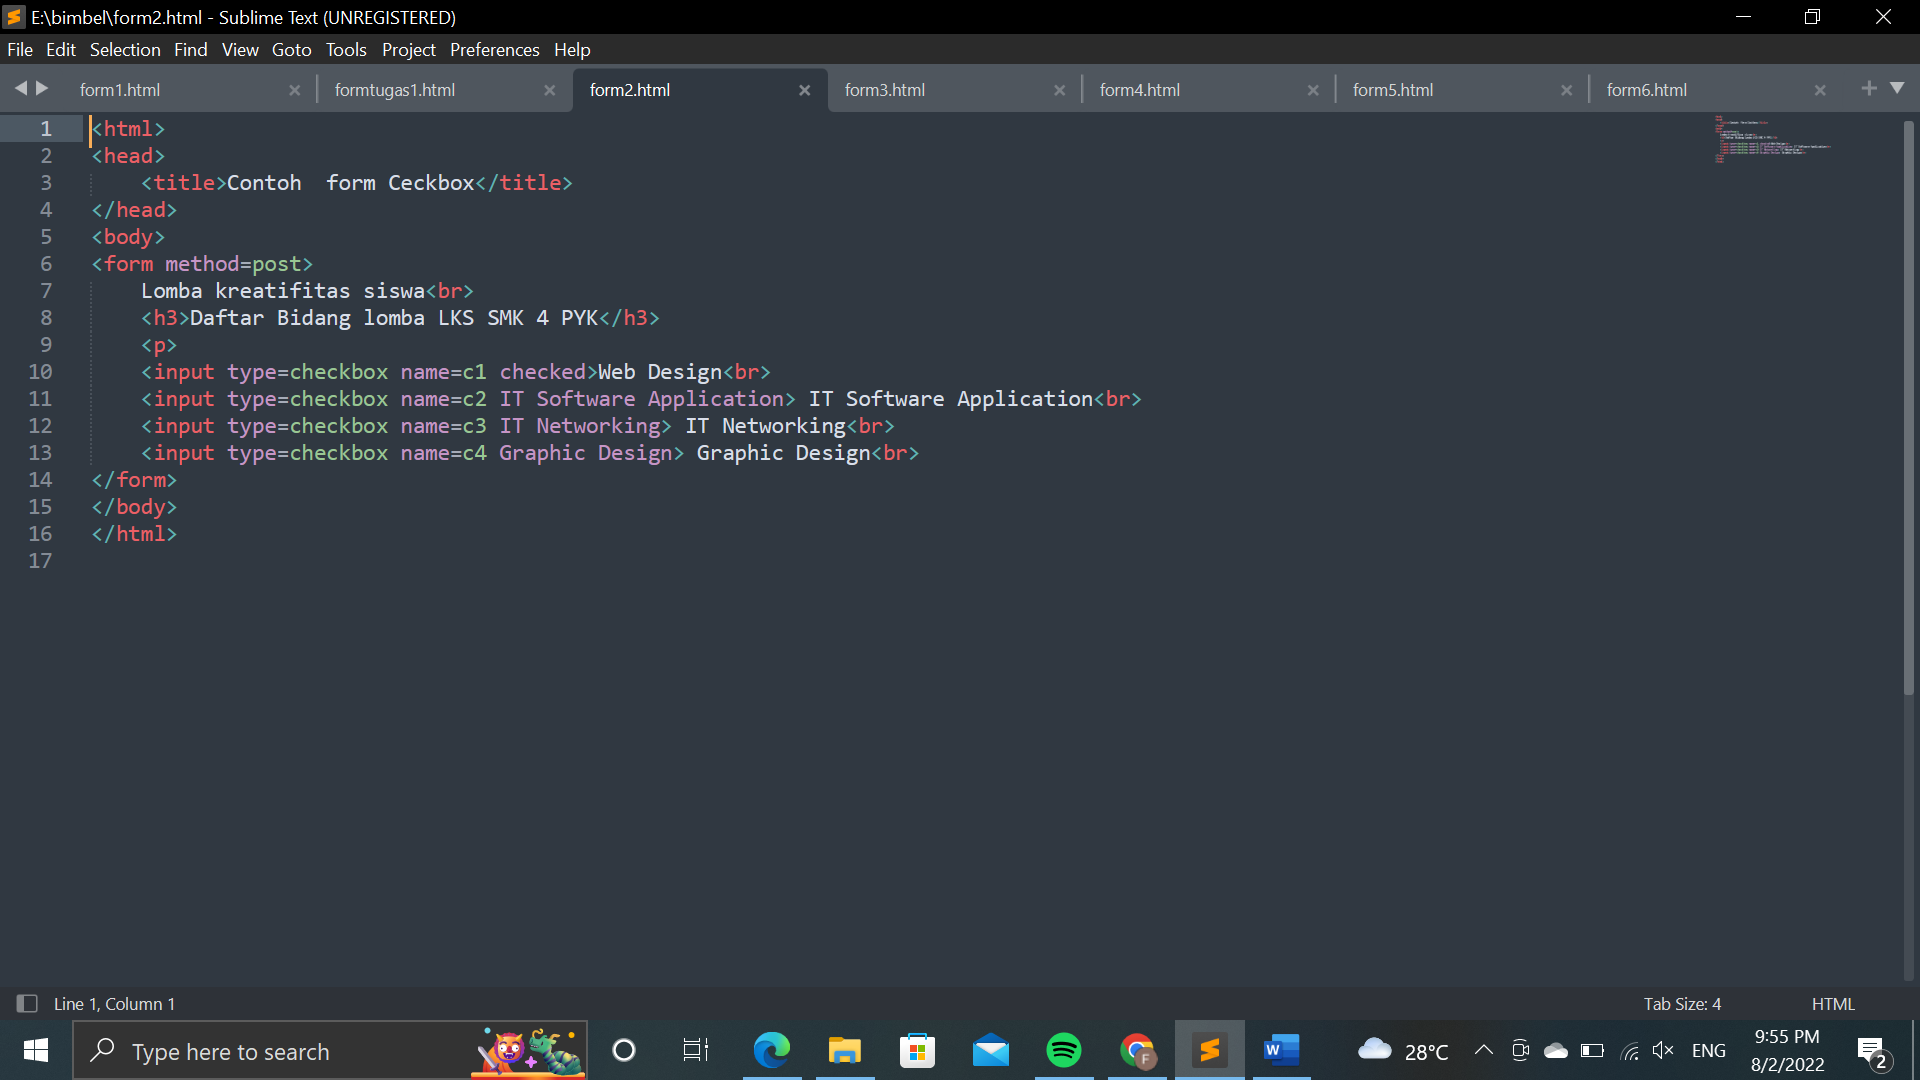 E:\bimbel\form2.html - Sublime Text (UNREGISTERED)
File Edit Selection Find View Goto Tools Project Preferences Help
form1.html formtugas1.html form2.html form3.html form4.html form5.html form6.html
1 <html>
2 <head>
3 <title>Contoh  form Ceckbox</title>
4 </head>
5 <body>
6 <form method=post>
7 Lomba kreatifitas siswa<br>
8 <h3>Daftar Bidang lomba LKS SMK 4 PYK</h3>
9 <p>
10 <input type=checkbox name=c1 checked>Web Design<br>
11 <input type=checkbox name=c2 IT Software Application> IT Software Application<br>
12 <input type=checkbox name=c3 IT Networking> IT Networking<br>
13 <input type=checkbox name=c4 Graphic Design> Graphic Design<br>
14 </form>
15 </body>
16 </html>
17
Line 1, Column 1 Tab Size: 4 HTML
Type here to search 28°C ENG 9:55 PM
8/2/2022 2